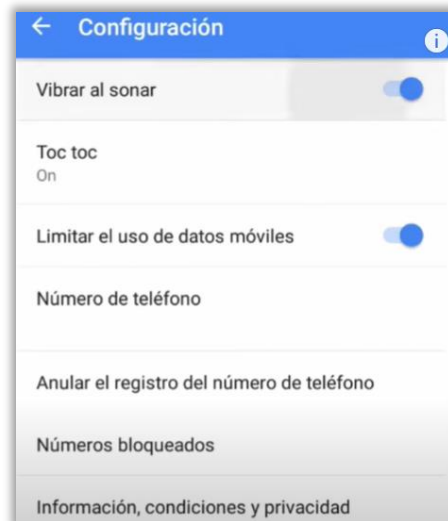 Configuración
Vibrar al sonar
Toc toc
On
Limitar el uso de datos móviles
Número de teléfono
Anular el registro del número de teléfono
Números bloqueados
Información, condiciones y privacidad